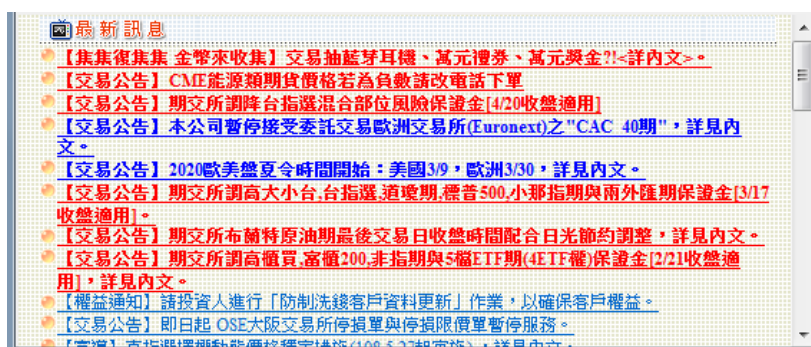 最新訊息
【集集復集集 金幣來收集】交易抽藍芽耳機、萬元禮券、萬元獎金?!<詳內文>。
【交易公告】CME能源類期貨價格若為負數請改電話下單
【交易公告】期交所調降台指選混合部位風險保證金[4/20收盤適用]
【交易公告】本公司暫停接受委託交易歐洲交易所(Euronext)之"CAC 40期"，詳見內
文。
【交易公告】2020歐美盤夏令時間開始：美國3/9，歐洲3/30，詳見內文。
【交易公告】期交所調高大小台,台指選,道瓊期,標普500,小那指期與兩外匯期保證金[3/17
收盤適用]。
【交易公告】期交所布蘭特原油期最後交易日收盤時間配合日光節約調整，詳見內文。
【交易公告】期交所調高櫃買,富櫃200,非指期與5檔ETF期(4ETF權)保證金[2/21收盤適
用]，詳見內文。
【權益通知】請投資人進行「防制洗錢客戶資料更新」作業，以確保客戶權益。
【交易公告】即日起 OSE大阪交易所停損單與停損限價單暫停服務。